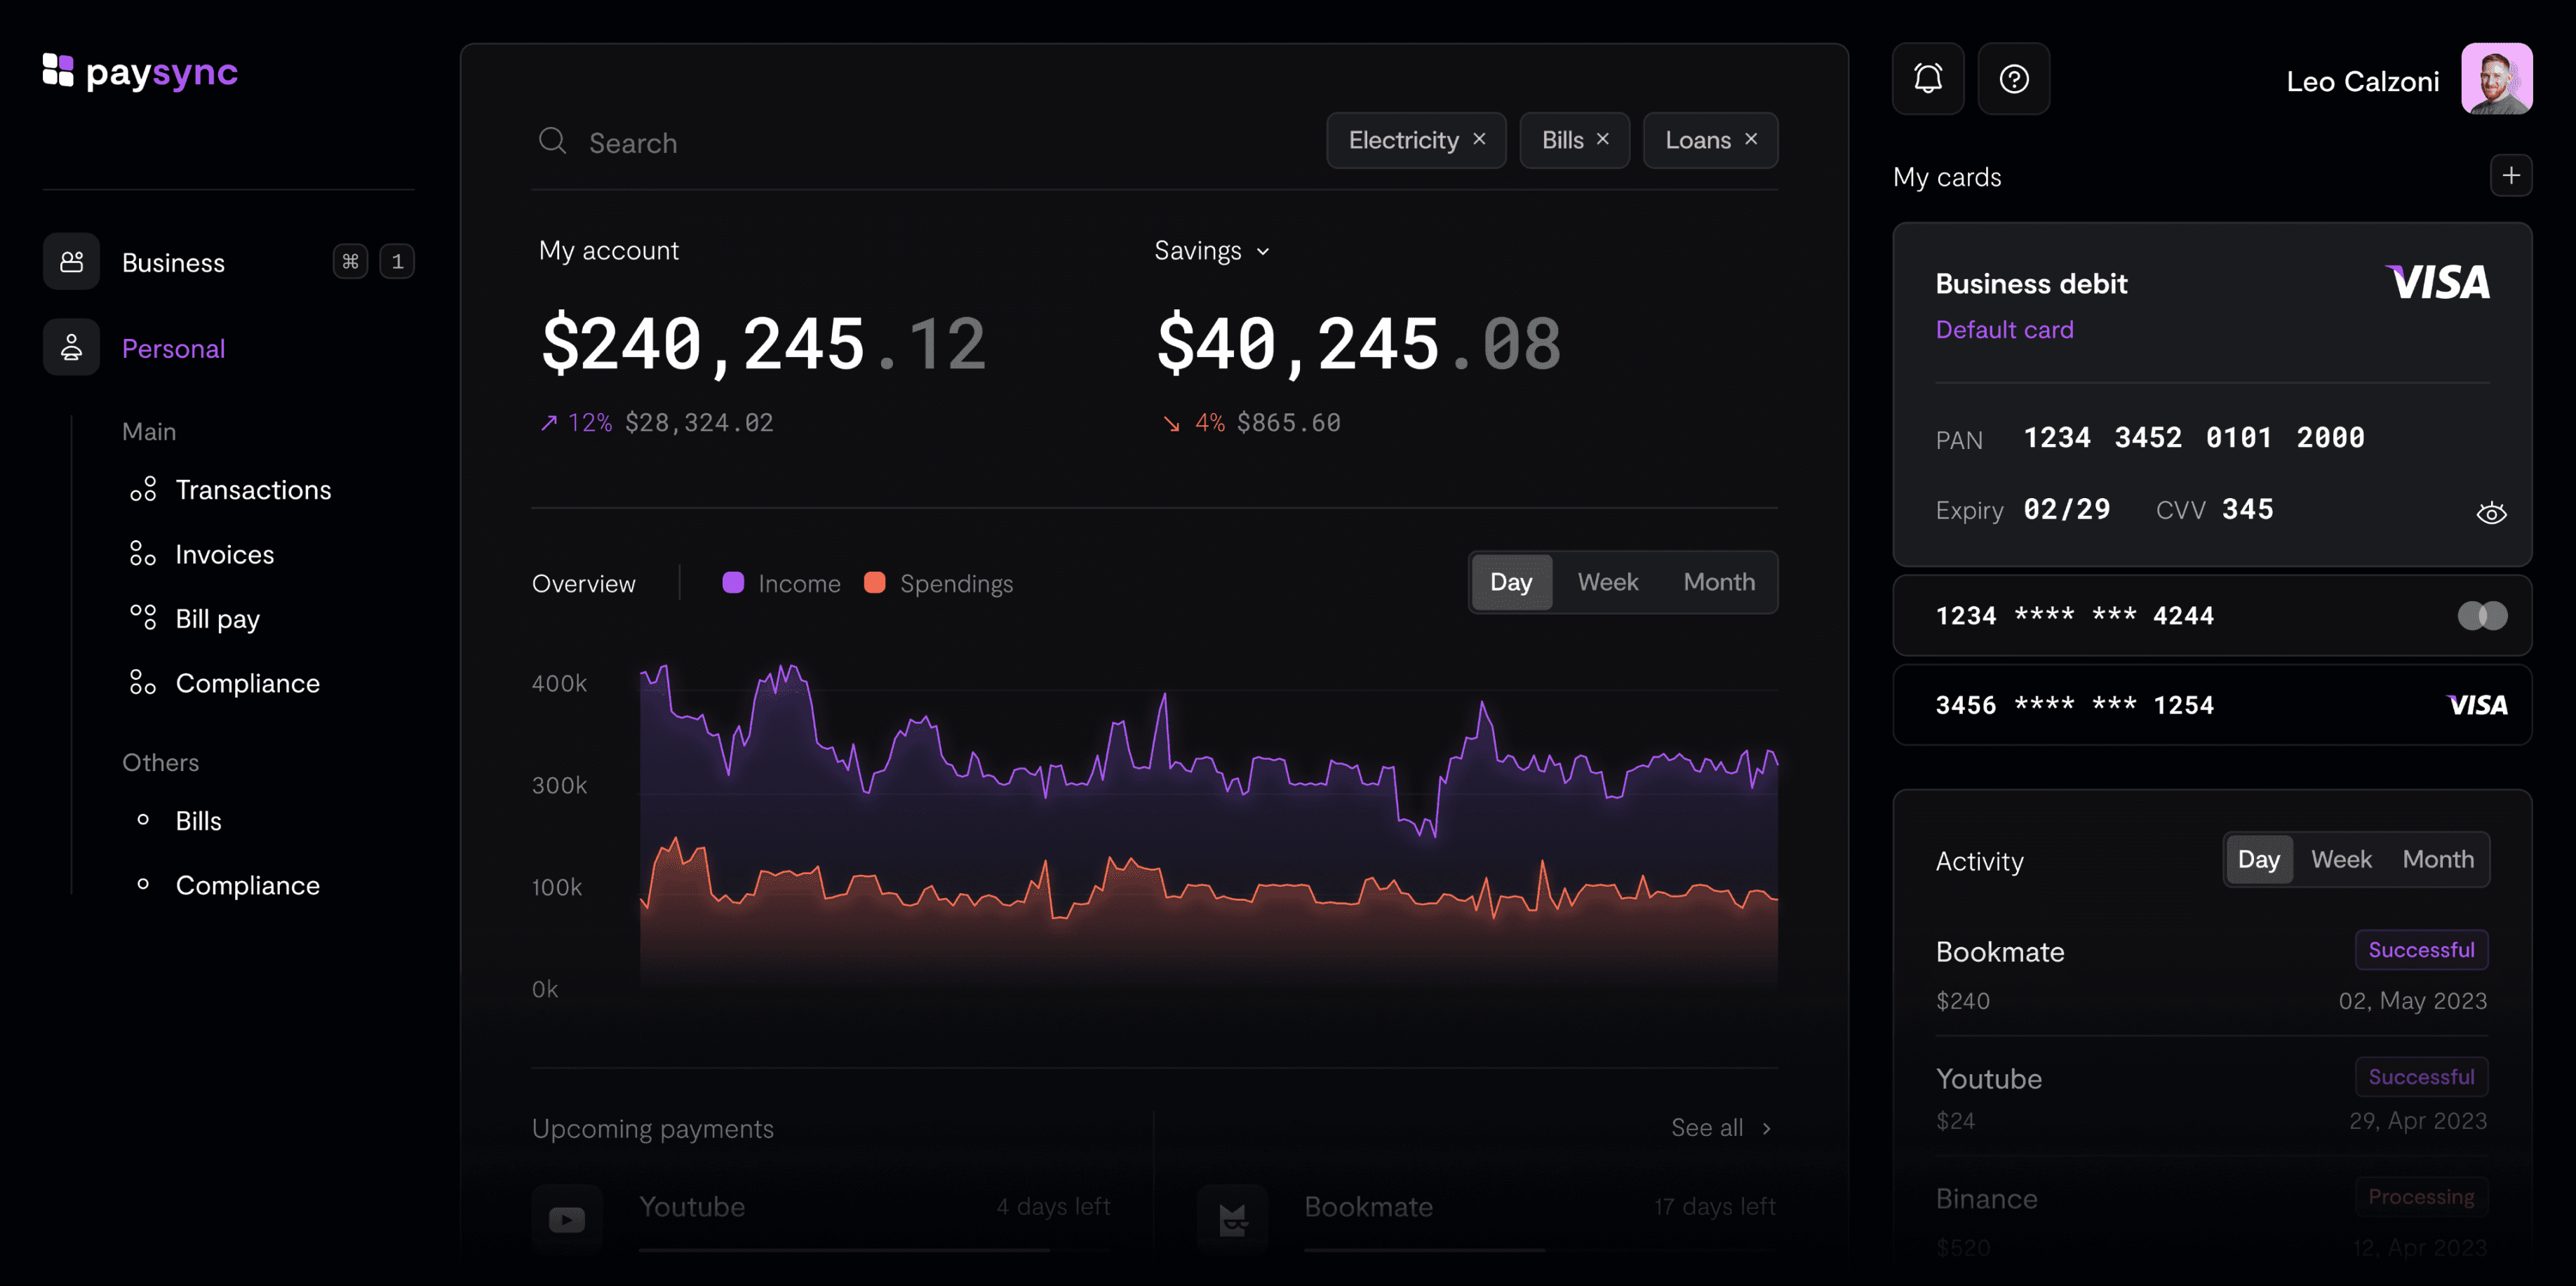 paysync
Business ⌘ 1
Personal
Main
Transactions
Invoices
Bill pay
Compliance
Others
Bills
Compliance
Search
Electricity ×
Bills ×
Loans ×
My account
$240,245.12
↗ 12% $28,324.02
Savings
$40,245.08
↘ 4% $865.60
Overview
Income
Spendings
Day Week Month
400k
300k
100k
0k
Upcoming payments
See all >
Youtube 4 days left
Bookmate 17 days left
Leo Calzoni
My cards +
Business debit VISA
Default card
PAN 1234 3452 0101 2000
Expiry 02/29 CVV 345
1234 **** *** 4244
3456 **** *** 1254 VISA
Activity
Day Week Month
Bookmate Successful
$240 02, May 2023
Youtube Successful
$24 29, Apr 2023
Binance Processing
$520 12, Apr 2023